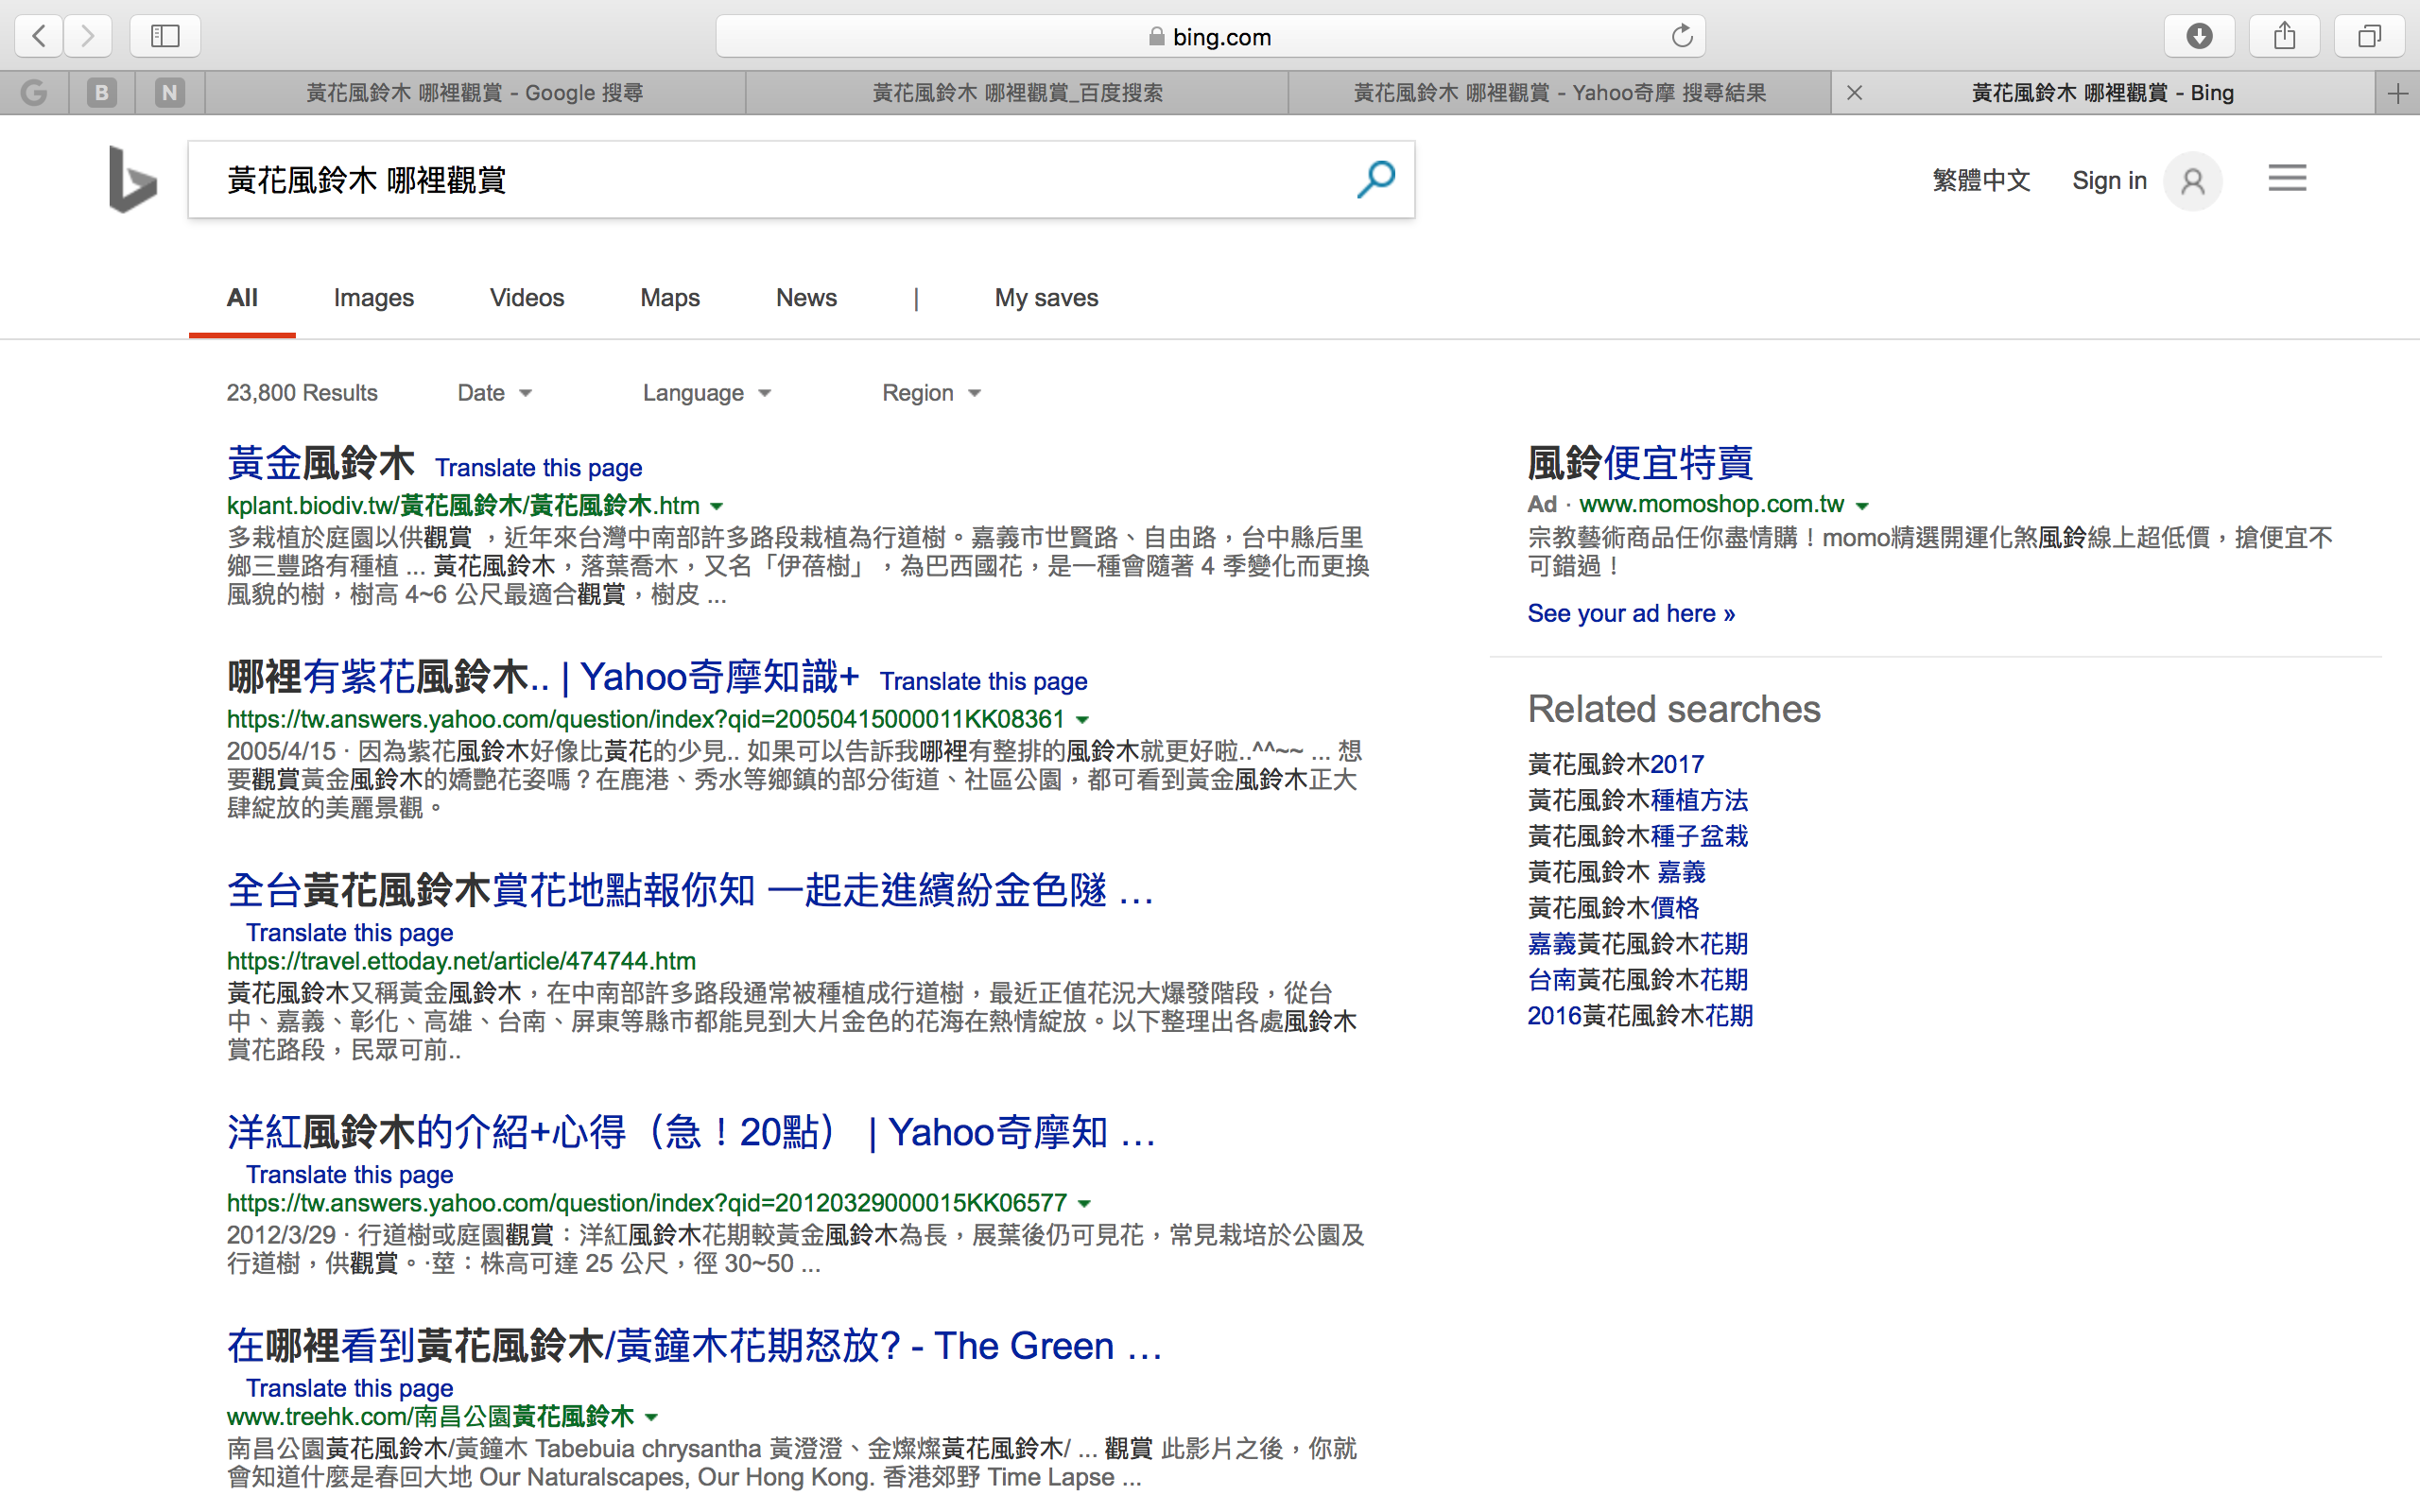 bing.com
B
N
黃花風鈴木 哪裡觀賞 - Google 搜尋
黃花風鈴木 哪裡觀賞_百度搜索
黃花風鈴木 哪裡觀賞 - Yahoo奇摩 搜尋結果
黃花風鈴木 哪裡觀賞 - Bing
黃花風鈴木 哪裡觀賞
繁體中文
Sign in
All Images Videos Maps News | My saves
23,800 Results Date Language Region
黃金風鈴木 Translate this page
kplant.biodiv.tw/黃花風鈴木/黃花風鈴木.htm
多栽植於庭園以供觀賞 ，近年來台灣中南部許多路段栽植為行道樹。嘉義市世賢路、自由路，台中縣后里
鄉三豐路有種植 ... 黃花風鈴木，落葉喬木，又名「伊蓓樹」，為巴西國花，是一種會隨著 4 季變化而更換
風貌的樹，樹高 4~6 公尺最適合觀賞，樹皮 ...
哪裡有紫花風鈴木.. | Yahoo奇摩知識+ Translate this page
https://tw.answers.yahoo.com/question/index?qid=20050415000011KK08361
2005/4/15 · 因為紫花風鈴木好像比黃花的少見.. 如果可以告訴我哪裡有整排的風鈴木就更好啦..^^~~ ... 想
要觀賞黃金風鈴木的嬌艷花姿嗎？在鹿港、秀水等鄉鎮的部分街道、社區公園，都可看到黃金風鈴木正大
肆綻放的美麗景觀。
全台黃花風鈴木賞花地點報你知 一起走進繽紛金色隧 …
Translate this page
https://travel.ettoday.net/article/474744.htm
黃花風鈴木又稱黃金風鈴木，在中南部許多路段通常被種植成行道樹，最近正值花況大爆發階段，從台
中、嘉義、彰化、高雄、台南、屏東等縣市都能見到大片金色的花海在熱情綻放。以下整理出各處風鈴木
賞花路段，民眾可前..
洋紅風鈴木的介紹+心得（急！20點） | Yahoo奇摩知 …
Translate this page
https://tw.answers.yahoo.com/question/index?qid=20120329000015KK06577
2012/3/29 · 行道樹或庭園觀賞：洋紅風鈴木花期較黃金風鈴木為長，展葉後仍可見花，常見栽培於公園及
行道樹，供觀賞。·莖：株高可達 25 公尺，徑 30~50 ...
在哪裡看到黃花風鈴木/黃鐘木花期怒放? - The Green …
Translate this page
www.treehk.com/南昌公園黃花風鈴木
南昌公園黃花風鈴木/黃鐘木 Tabebuia chrysantha 黃澄澄、金燦燦黃花風鈴木/ ... 觀賞 此影片之後，你就
會知道什麼是春回大地 Our Naturalscapes, Our Hong Kong. 香港郊野 Time Lapse ...
風鈴便宜特賣
Ad · www.momoshop.com.tw
宗教藝術商品任你盡情購！momo精選開運化煞風鈴線上超低價，搶便宜不
可錯過！
See your ad here »
Related searches
黃花風鈴木2017
黃花風鈴木種植方法
黃花風鈴木種子盆栽
黃花風鈴木 嘉義
黃花風鈴木價格
嘉義黃花風鈴木花期
台南黃花風鈴木花期
2016黃花風鈴木花期